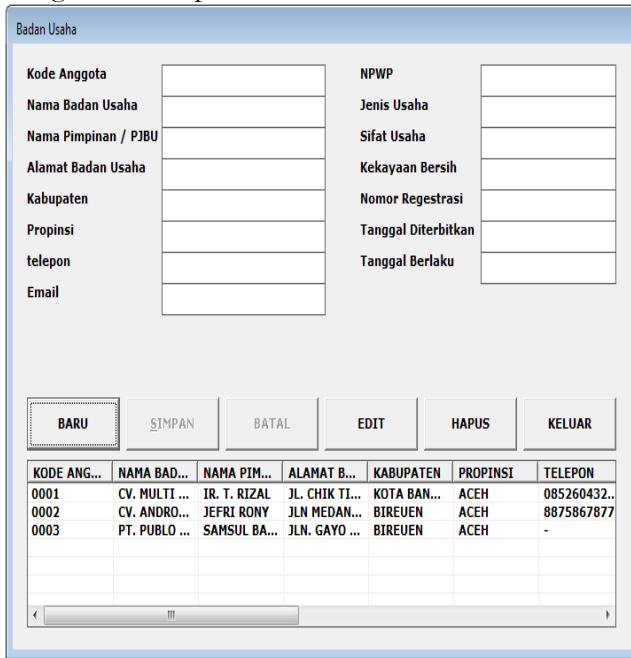 Badan Usaha
Kode Anggota NPWP
Nama Badan Usaha Jenis Usaha
Nama Pimpinan / PJBU Sifat Usaha
Alamat Badan Usaha Kekayaan Bersih
Kabupaten Nomor Regestrasi
Propinsi Tanggal Diterbitkan
telepon Tanggal Berlaku
Email
BARU SIMPAN BATAL EDIT HAPUS KELUAR
KODE ANG... NAMA BAD... NAMA PIM... ALAMAT B... KABUPATEN PROPINSI TELEPON
0001 CV. MULTI ... IR. T. RIZAL JL. CHIK TI... KOTA BAN... ACEH 085260432..
0002 CV. ANDRO... JEFRI RONY JLN MEDAN... BIREUEN ACEH 8875867877
0003 PT. PUBLO ... SAMSUL BA... JLN. GAYO ... BIREUEN ACEH -